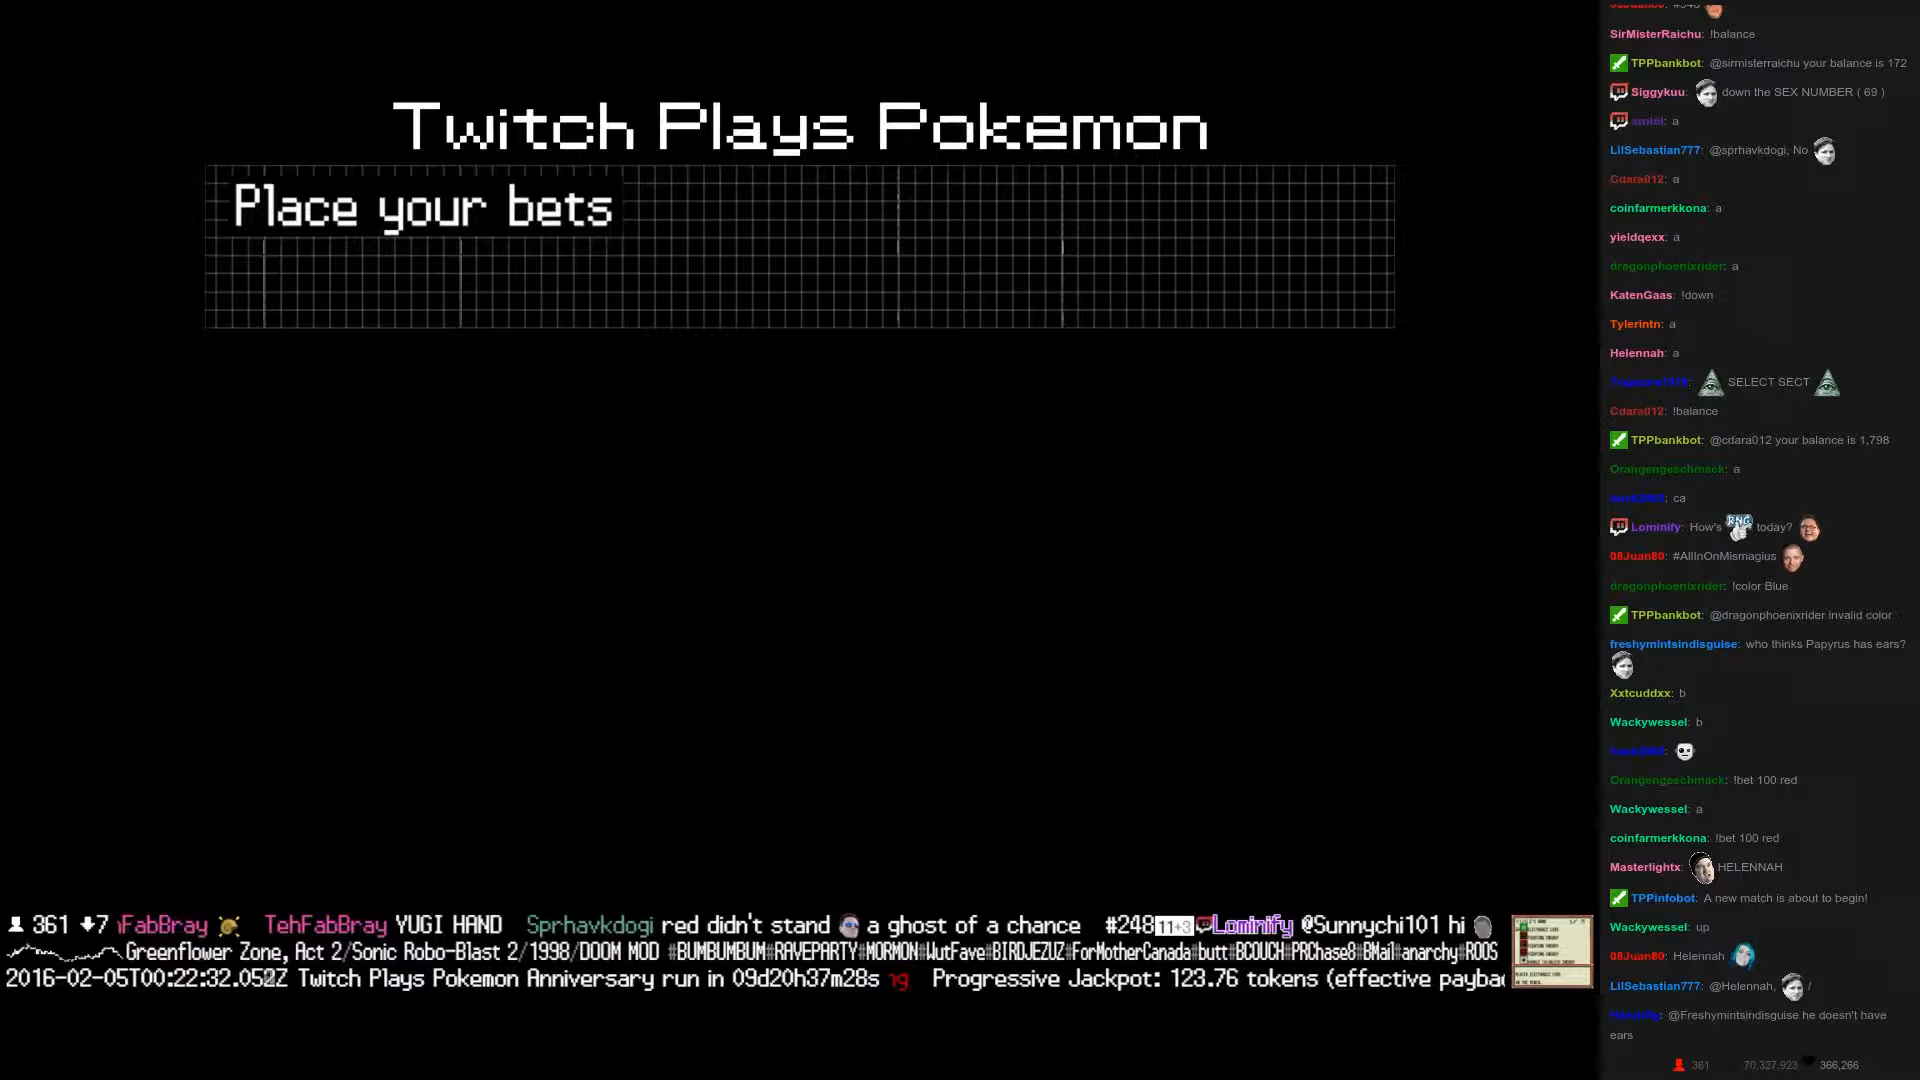 Twitch Plays Pokemon
Place your bets
361 7 FabBray TehFabBray YUGI HAND Sprhavkdogi red didn't stand a ghost of a chance #248 11+3 Lominify @Sunnychi101 hi
Greenflower Zone, Act 2/Sonic Robo-Blast 2/1998/DOOM MOD #BUMBUMBUM#RAVEPARTY#MORMON#WutFave#BIRDJEZUZ#ForMotherCanada#butt#BCOUCH#PRChase8#BMail#anarchy#ROOS
Twitch Plays Pokemon Anniversary run in 09d20h37m28s 19 Progressive Jackpot: 123.76 tokens (effective paybac
SirMisterRaichu: !balance
TPPbankbot: @sirmisterraichu your balance is 172
Siggykuu: down the SEX NUMBER ( 69 )
: a
LilSebastian777: @sprhavkdogi, No
Cdara012: a
coinfarmerkkona: a
yieldqexx: a
dragonphoenixrider: a
KatenGaas: !down
Tylerintn: a
Helennah: a
SELECT SECT
Cdara012: !balance
TPPbankbot: @cdara012 your balance is 1,798
Orangengeschmack: a
: ca
Lominify: How's RNG today?
08Juan80: #AllInOnMismagius
dragonphoenixrider: !color Blue
TPPbankbot: @dragonphoenixrider invalid color
freshymintsindisguise: who thinks Papyrus has ears?
Xxtcuddxx: b
Wackywessel: b
Orangengeschmack: !bet 100 red
Wackywessel: a
coinfarmerkkona: !bet 100 red
Masterlightx: HELENNAH
TPPinfobot: A new match is about to begin!
Wackywessel: up
08Juan80: Helennah
LilSebastian777: @Helennah, /
: @Freshymintsindisguise he doesn't have
ears
361 70,327,923 366,266